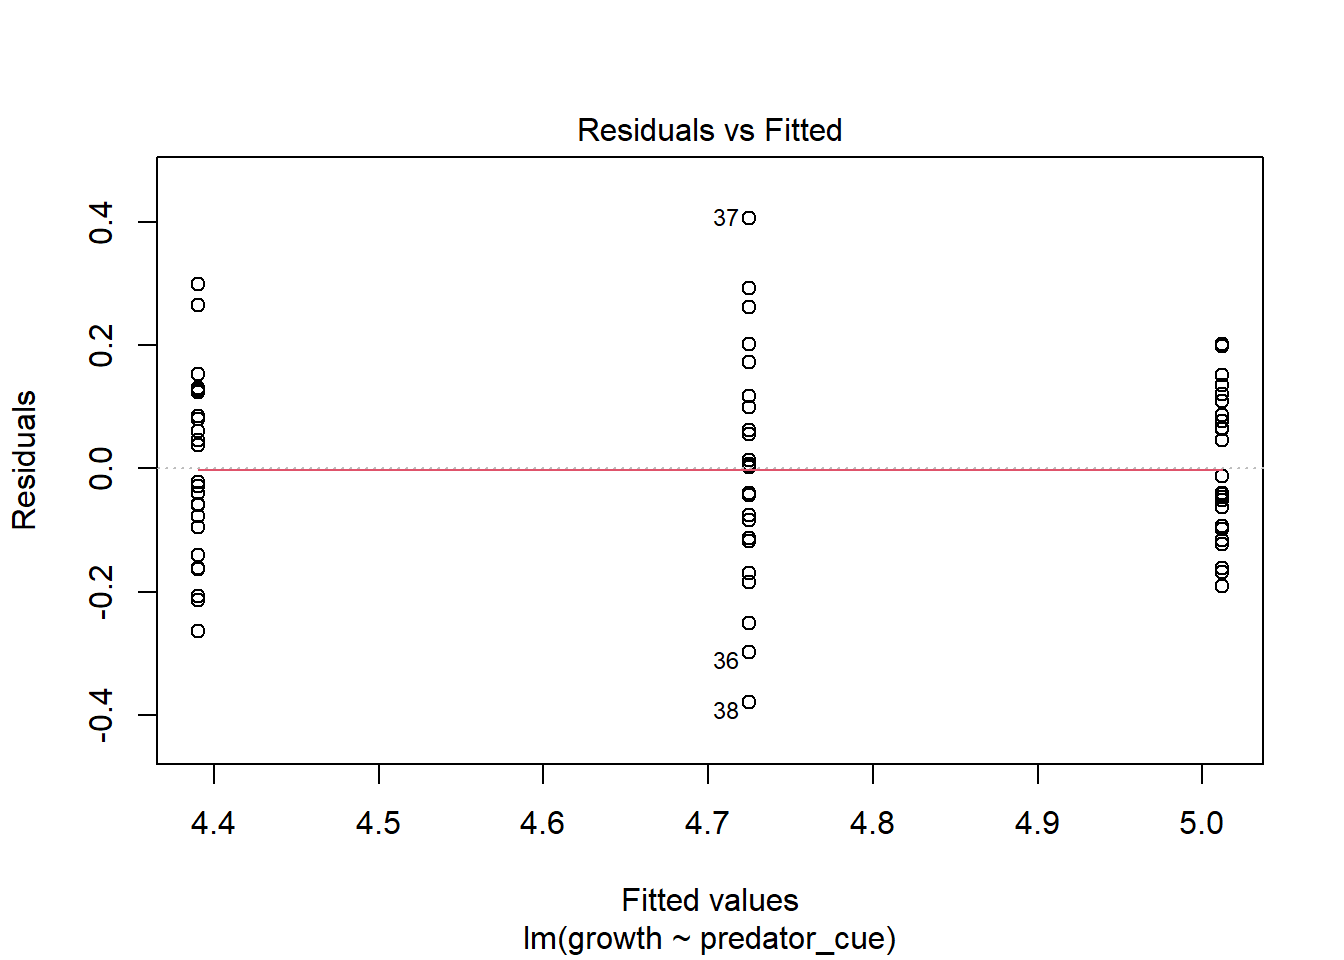 Residuals vs Fitted
Residuals
0.4
0.2
0.0
-0.2
-0.4
37
36
38
4.4 4.5 4.6 4.7 4.8 4.9 5.0
Fitted values
lm(growth ~ predator_cue)